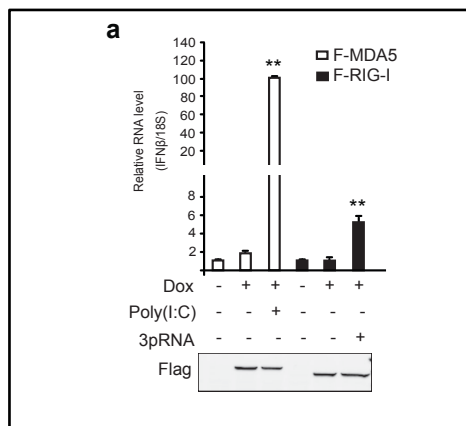 a
Relative RNA level
(IFNβ/18S)
140
120
100
80
60
40
20
8
6
4
2
**
**
F-MDA5
F-RIG-I
Dox - + + - + +
Poly(I:C) - - + - - -
3pRNA - - - - - +
Flag